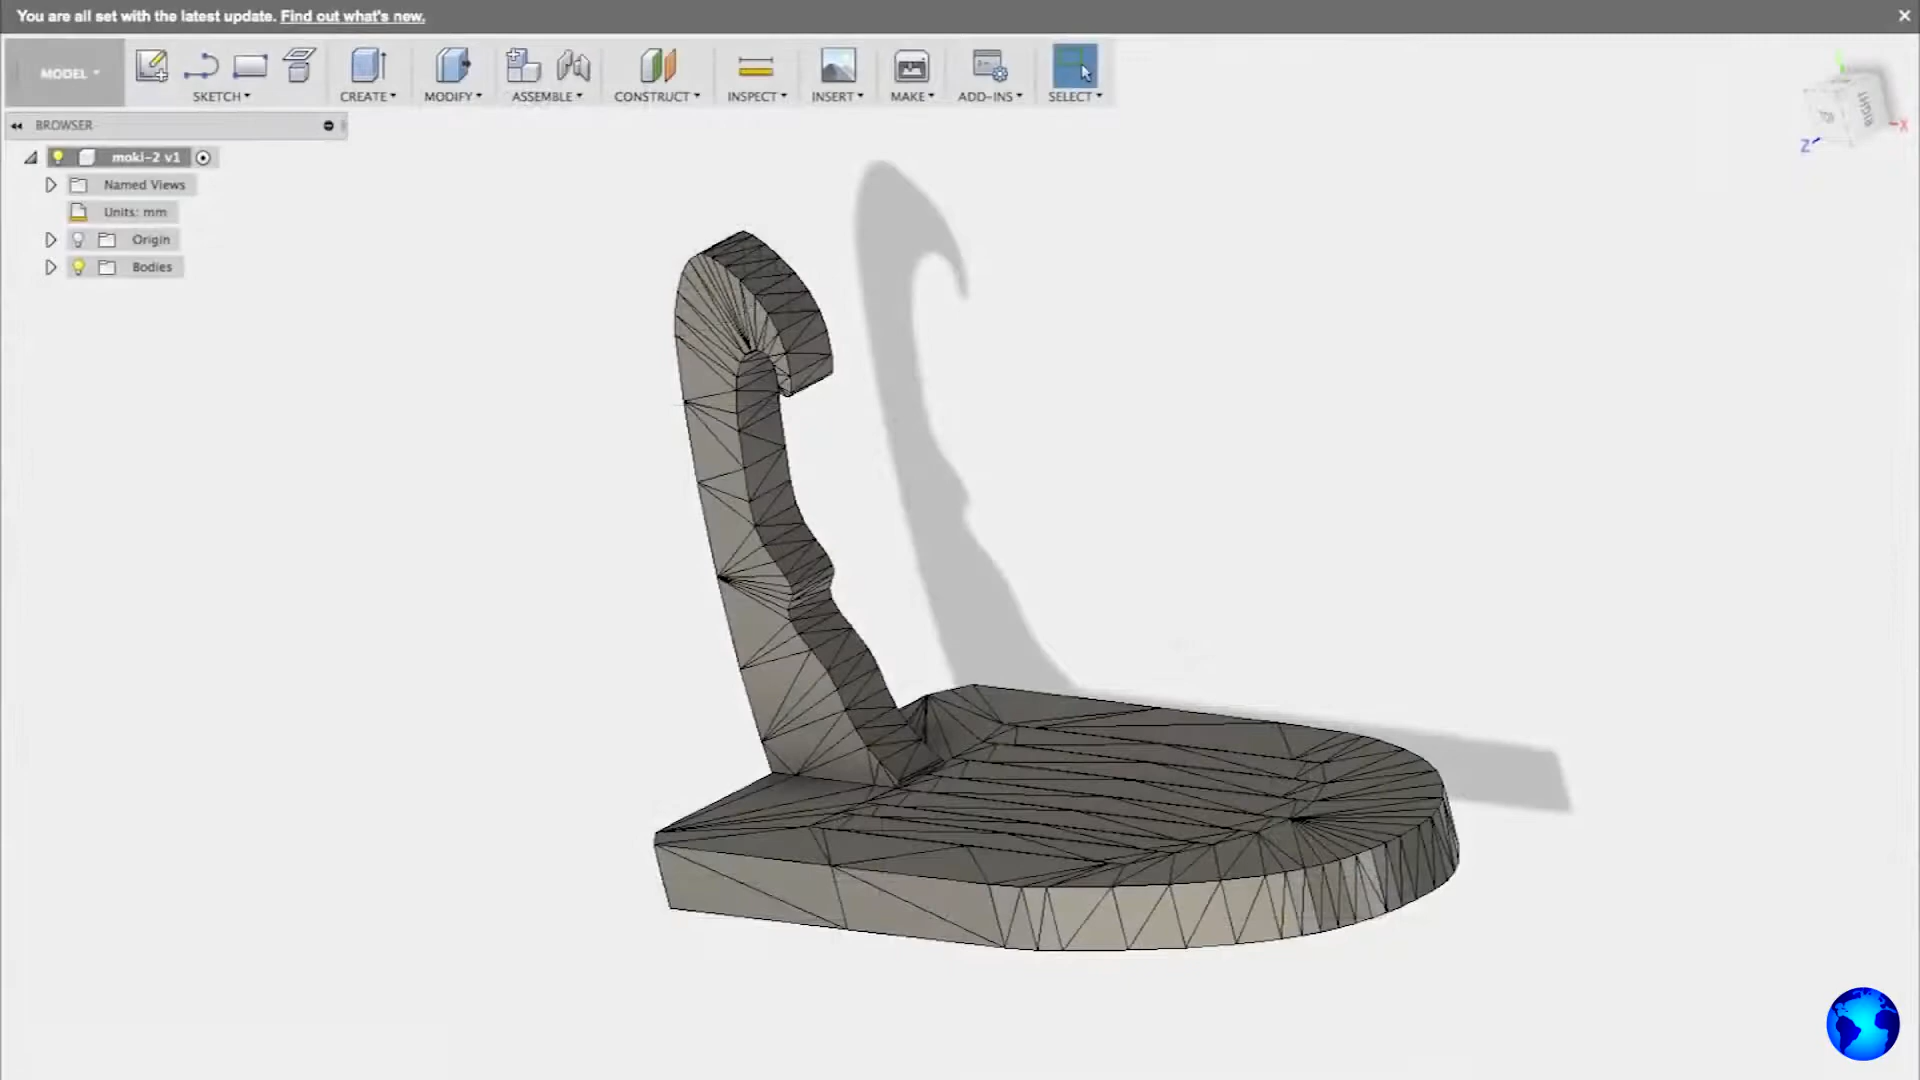 You are all set with the latest update. Find out what's new.
MODEL
SKETCH
CREATE
MODIFY
ASSEMBLE
CONSTRUCT
INSPECT
INSERT
MAKE
ADD-INS
SELECT
BROWSER
moki-2 v1
Named Views
Units: mm
Origin
Bodies
RIGHT
X
Z